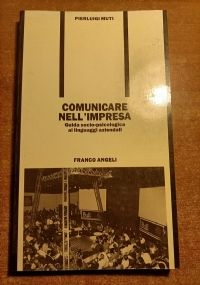 PIERLUIGI MUTI
COMUNICARE
NELL'IMPRESA
Guida socio-psicologica
ai linguaggi aziendali
FRANCO ANGELI